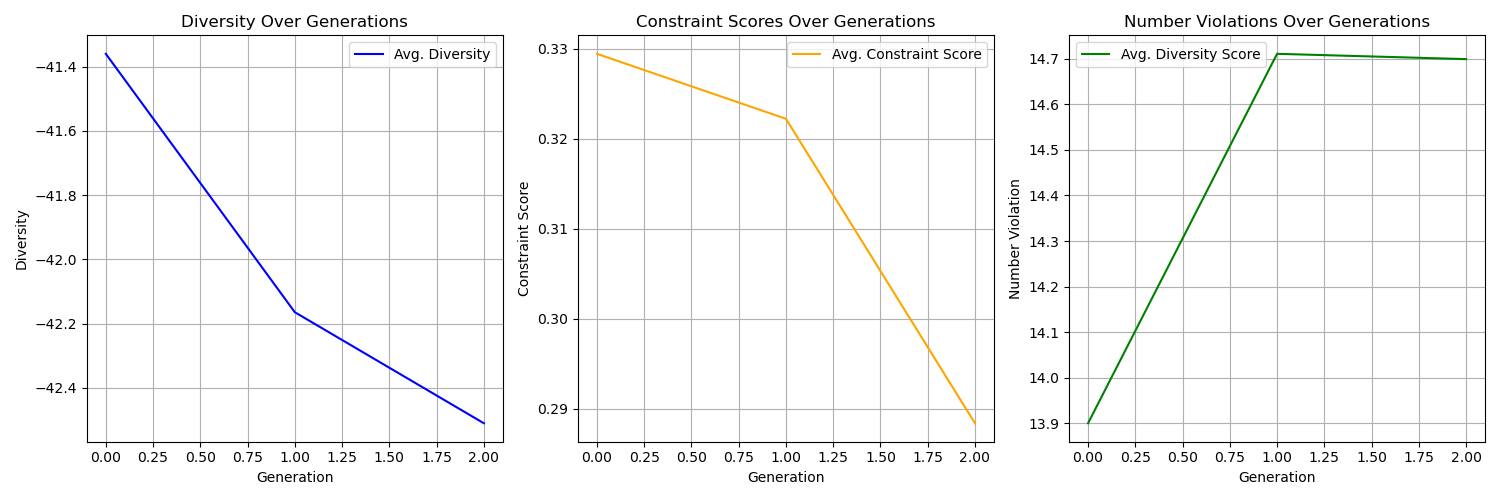 Diversity Over Generations
Avg. Diversity
−41.4
−41.6
−41.8
−42.0
−42.2
−42.4
Diversity
0.00 0.25 0.50 0.75 1.00 1.25 1.50 1.75 2.00
Generation
Constraint Scores Over Generations
Avg. Constraint Score
0.33
0.32
0.31
0.30
0.29
Constraint Score
0.00 0.25 0.50 0.75 1.00 1.25 1.50 1.75 2.00
Generation
Number Violations Over Generations
Avg. Diversity Score
14.7
14.6
14.5
14.4
14.3
14.2
14.1
14.0
13.9
Number Violation
0.00 0.25 0.50 0.75 1.00 1.25 1.50 1.75 2.00
Generation